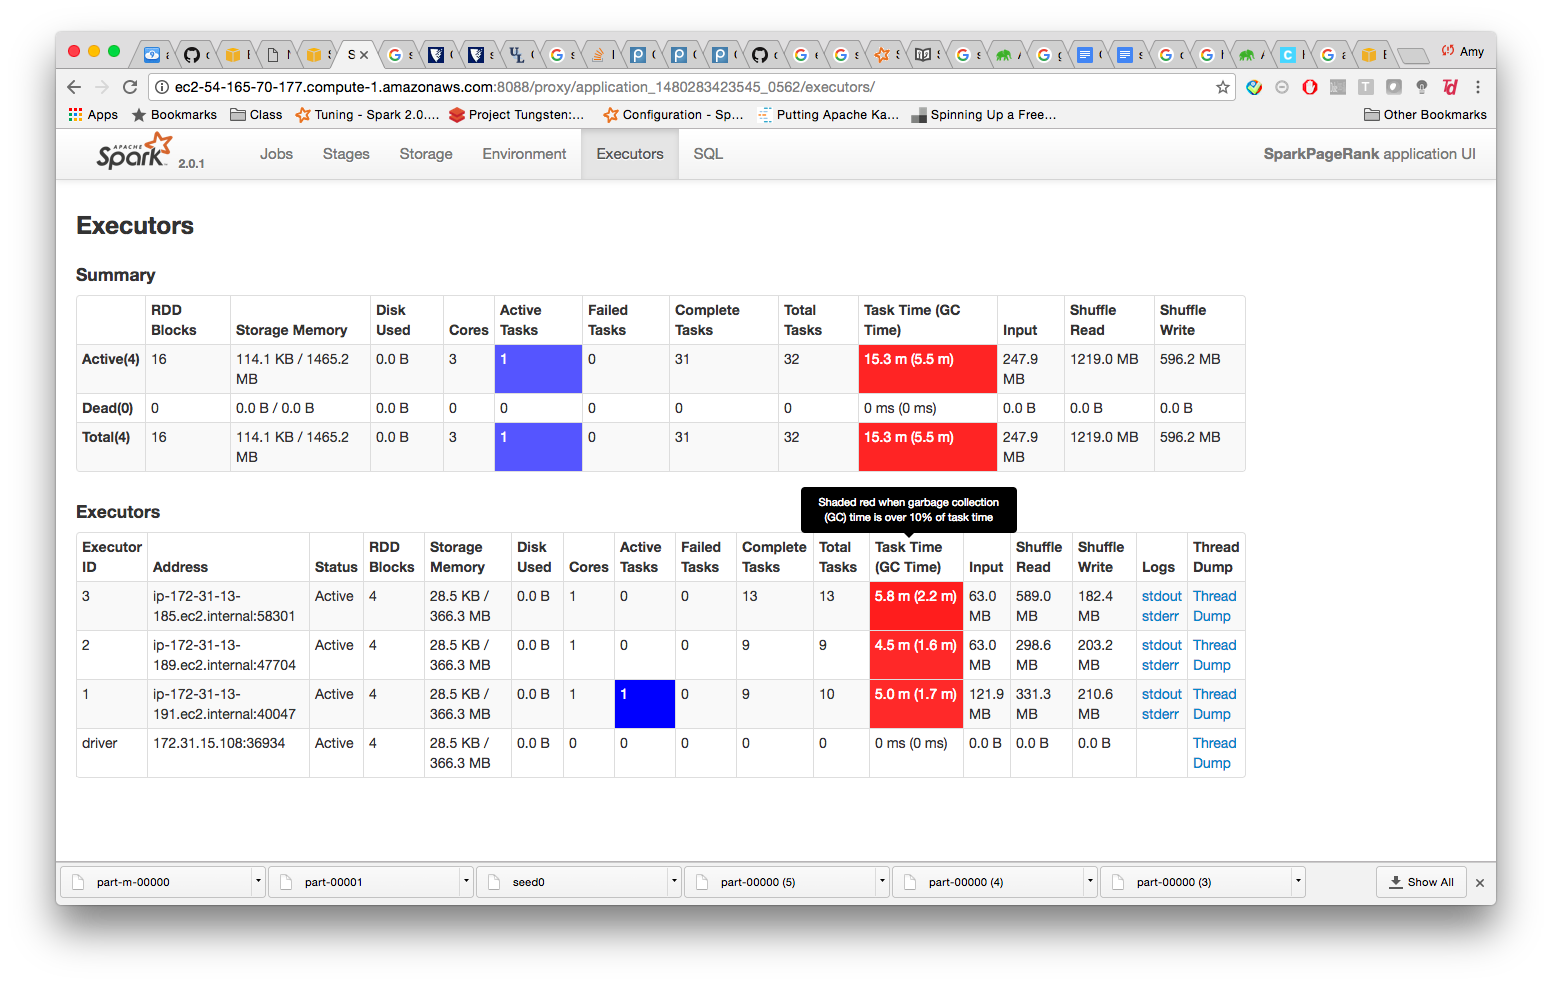 Amy
ec2-54-165-70-177.compute-1.amazonaws.com:8088/proxy/application_1480283423545_0562/executors/
Apps Bookmarks Class Tuning - Spark 2.0.... Project Tungsten:... Configuration - Sp... Putting Apache Ka... Spinning Up a Free... Other Bookmarks
APACHE Spark 2.0.1 Jobs Stages Storage Environment Executors SQL SparkPageRank application UI
Executors
Summary
RDD Blocks Storage Memory Disk Used Cores Active Tasks Failed Tasks Complete Tasks Total Tasks Task Time (GC Time) Input Shuffle Read Shuffle Write
Active(4) 16 114.1 KB / 1465.2 MB 0.0 B 3 1 0 31 32 15.3 m (5.5 m) 247.9 MB 1219.0 MB 596.2 MB
Dead(0) 0 0.0 B / 0.0 B 0.0 B 0 0 0 0 0 0 ms (0 ms) 0.0 B 0.0 B 0.0 B
Total(4) 16 114.1 KB / 1465.2 MB 0.0 B 3 1 0 31 32 15.3 m (5.5 m) 247.9 MB 1219.0 MB 596.2 MB
Shaded red when garbage collection
(GC) time is over 10% of task time
Executors
Executor ID Address Status RDD Blocks Storage Memory Disk Used Cores Active Tasks Failed Tasks Complete Tasks Total Tasks Task Time (GC Time) Input Shuffle Read Shuffle Write Logs Thread Dump
3 ip-172-31-13-185.ec2.internal:58301 Active 4 28.5 KB / 366.3 MB 0.0 B 1 0 0 13 13 5.8 m (2.2 m) 63.0 MB 589.0 MB 182.4 MB stdout stderr Thread Dump
2 ip-172-31-13-189.ec2.internal:47704 Active 4 28.5 KB / 366.3 MB 0.0 B 1 0 0 9 9 4.5 m (1.6 m) 63.0 MB 298.6 MB 203.2 MB stdout stderr Thread Dump
1 ip-172-31-13-191.ec2.internal:40047 Active 4 28.5 KB / 366.3 MB 0.0 B 1 1 0 9 10 5.0 m (1.7 m) 121.9 MB 331.3 MB 210.6 MB stdout stderr Thread Dump
driver 172.31.15.108:36934 Active 4 28.5 KB / 366.3 MB 0.0 B 0 0 0 0 0 0 ms (0 ms) 0.0 B 0.0 B 0.0 B Thread Dump
part-m-00000 part-00001 seed0 part-00000 (5) part-00000 (4) part-00000 (3) Show All